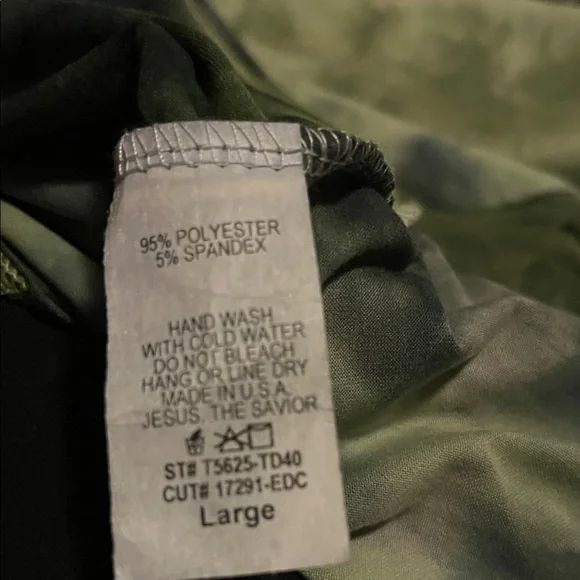 95% POLYESTER
5% SPANDEX
HAND WASH
WITH COLD WATER
DO NOT BLEACH
HANG OR LINE DRY
MADE IN U.S.A.
JESUS, THE SAVIOR
ST# T5625-TD40
CUT# 17291-EDC
Large